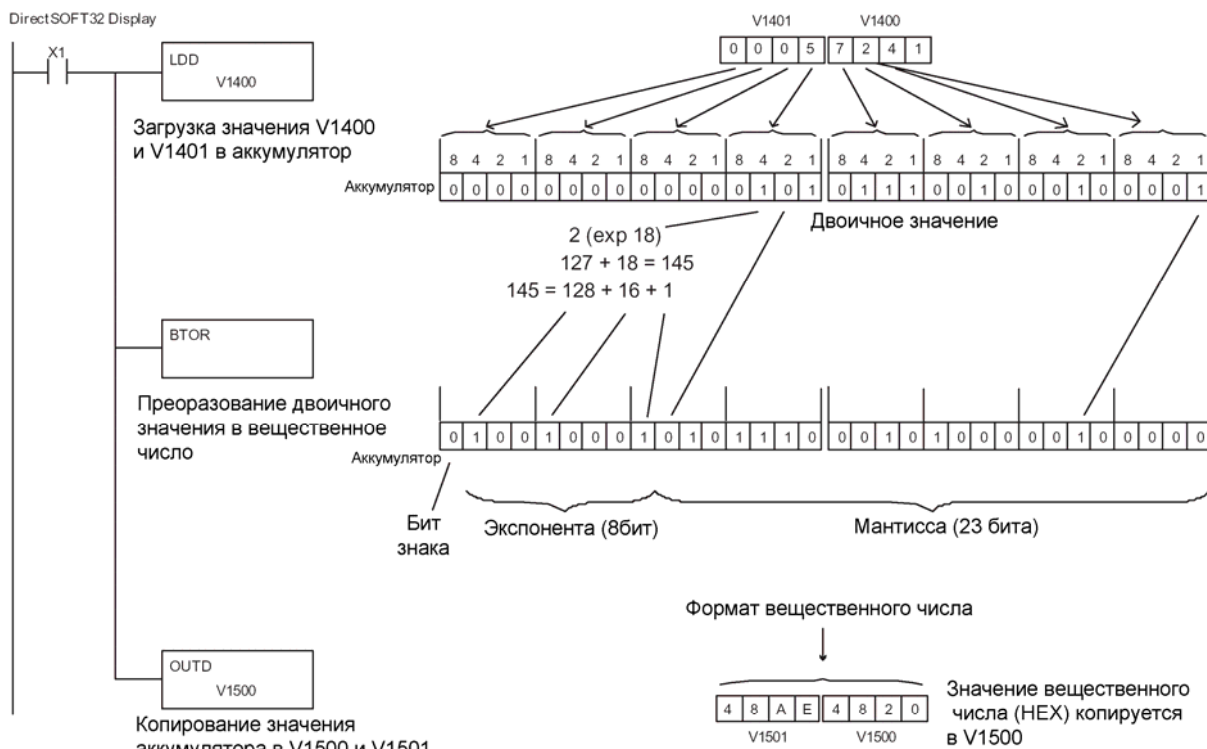 DirectSOFT32 Display
X1
LDD
V1400
Загрузка значения V1400
и V1401 в аккумулятор
V1401 V1400
0 0 0 5 7 2 4 1
8 4 2 1 8 4 2 1 8 4 2 1 8 4 2 1 8 4 2 1 8 4 2 1 8 4 2 1 8 4 2 1
Аккумулятор 0 0 0 0 0 0 0 0 0 0 0 0 0 1 0 1 0 1 1 1 0 0 1 0 0 0 1 0 0 0 0 1
Двоичное значение
2 (exp 18)
127 + 18 = 145
145 = 128 + 16 + 1
BTOR
Преоразование двоичного
значения в вещественное
число
0 1 0 0 1 0 0 0 1 0 1 0 1 1 1 0 0 0 1 0 1 0 0 0 0 0 1 0 0 0 0 0
Аккумулятор
Бит
знака
Экспонента (8бит)
Мантисса (23 бита)
Формат вещественного числа
OUTD
V1500
Копирование значения
аккумулятора в V1500 и V1501
4 8 A E 4 8 2 0
V1501 V1500
Значение вещественного
числа (HEX) копируется
в V1500